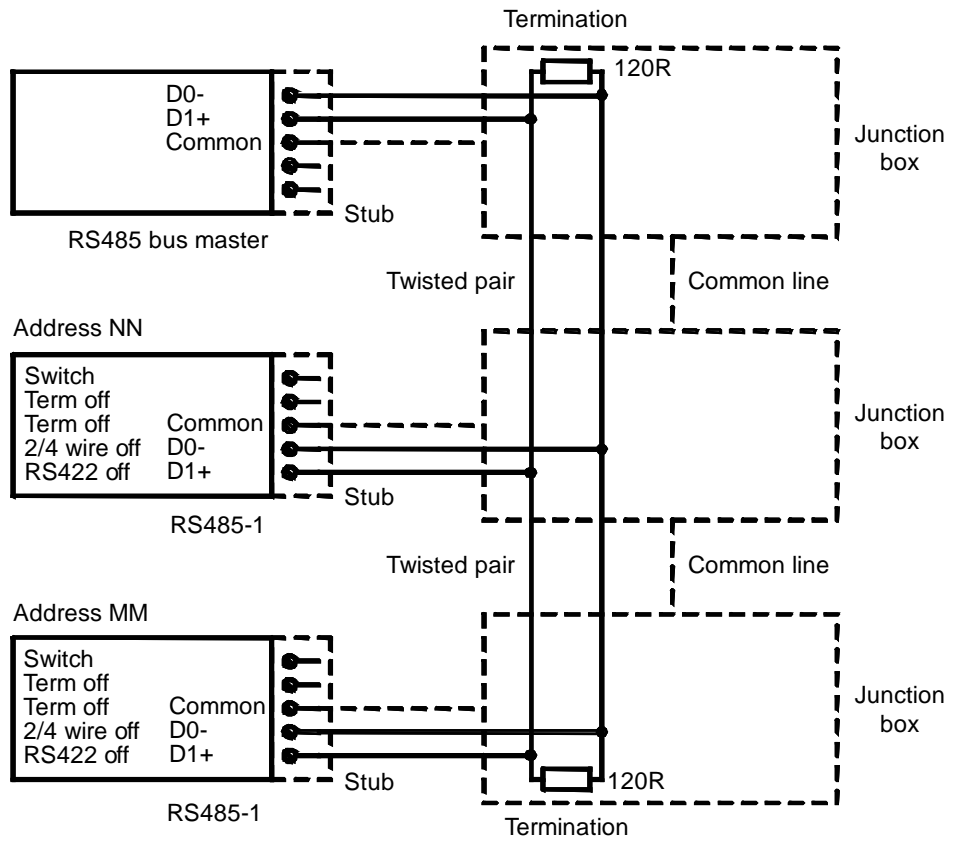 Termination
120R
D0-
D1+
Common
Junction
box
Stub
RS485 bus master
Twisted pair
Common line
Address NN
Switch
Term off
Term off Common
2/4 wire off D0-
RS422 off D1+
Junction
box
Stub
RS485-1
Twisted pair
Common line
Address MM
Switch
Term off
Term off Common
2/4 wire off D0-
RS422 off D1+
Junction
box
Stub
120R
RS485-1
Termination